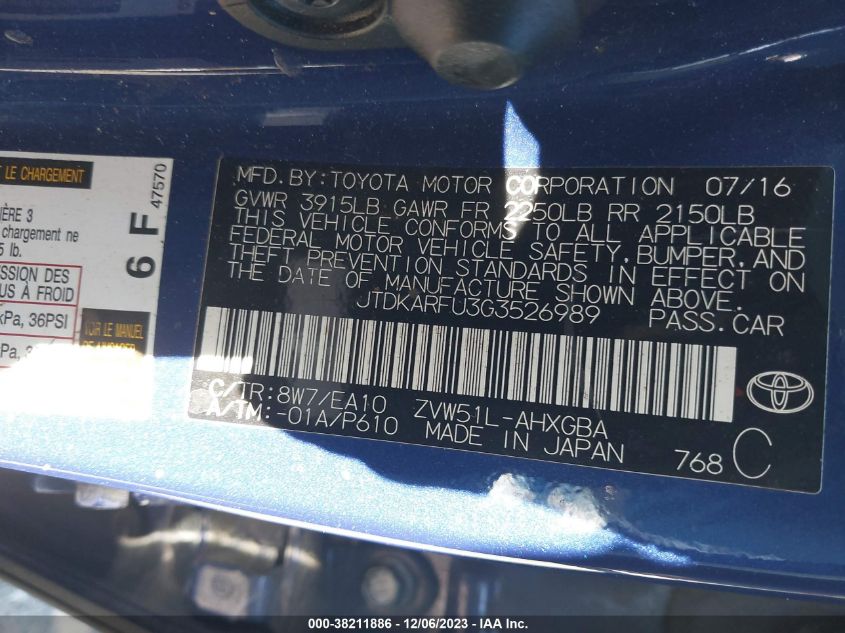 T LE CHARGEMENT
IÈRE 3
chargement ne
5 lb.
ESSION DES
US À FROID
kPa, 36PSI
VOIR LE MANUEL
6 F
47570
MFD. BY: TOYOTA MOTOR CORPORATION 07/16
GVWR 3915LB GAWR FR 2250LB RR 2150LB
THIS VEHICLE CONFORMS TO ALL APPLICABLE
FEDERAL MOTOR VEHICLE SAFETY, BUMPER, AND
THEFT PREVENTION STANDARDS IN EFFECT ON
THE DATE OF MANUFACTURE SHOWN ABOVE.
JTDKARFU3G3526989 PASS.CAR
C/TR:8W7/EA10 ZVW51L-AHXGBA
A/TM:-01A/P610 MADE IN JAPAN 768 C
000-38211886 - 12/06/2023 - IAA Inc.